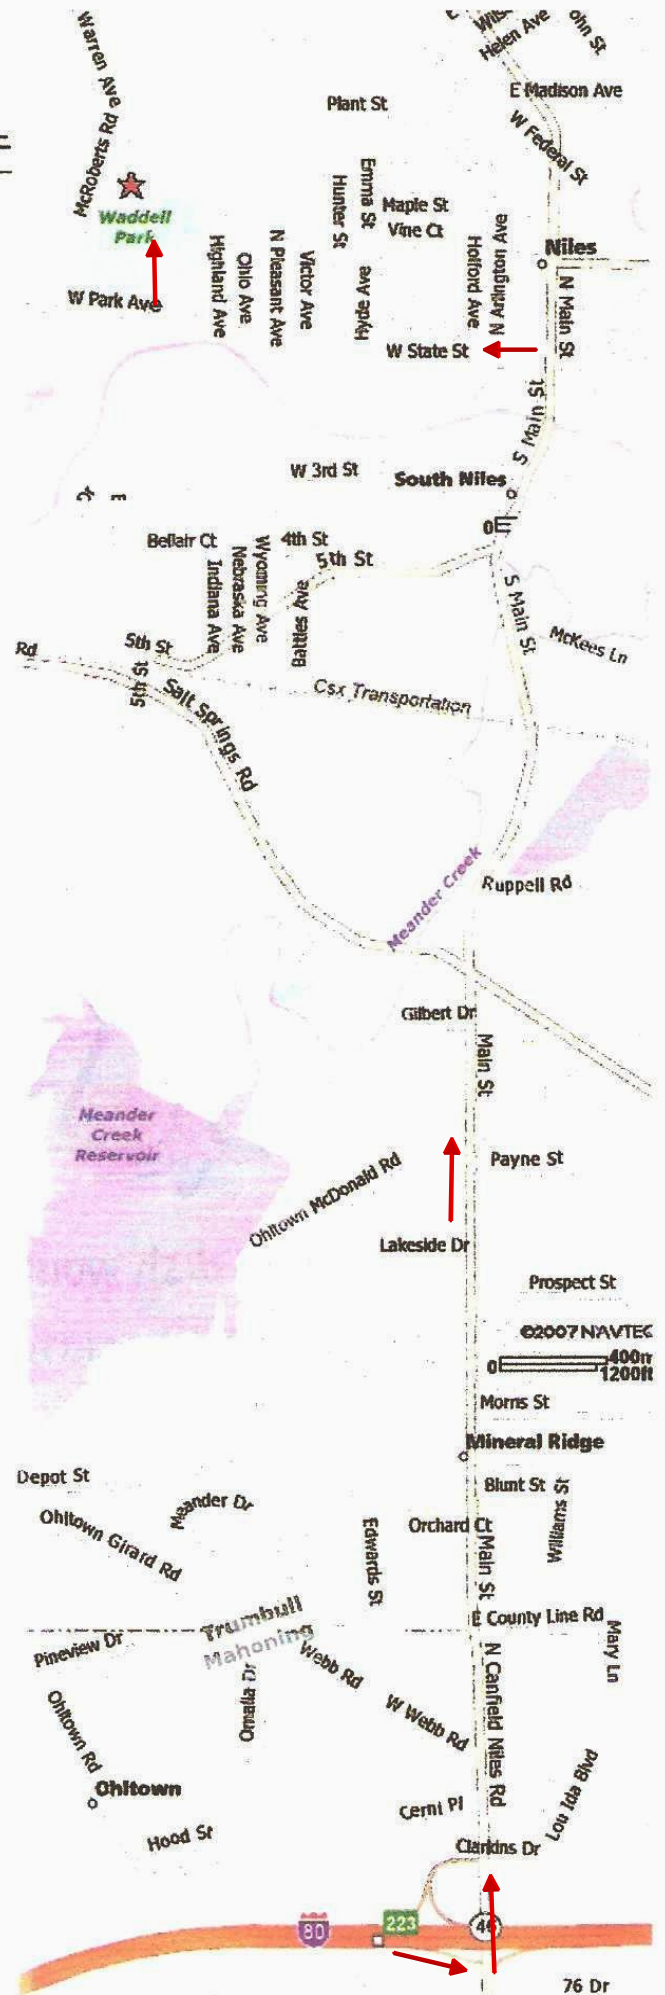 Warren Ave
Helen Ave
E Madison Ave
Plant St
W Federal St
McRoberts Rd
Waddell
Park
Emma St
Hunter St
Maple St
Vine Ct
Niles
Highland Ave
Ohio Ave
N Pleasant Ave
Victor Ave
Hyde Ave
Holford Ave
N Arlington Ave
N Main St
W Park Ave
W State St
S Main St
W 3rd St
South Niles
E
0
Bellair Ct
4th St
5th St
Indiana Ave
Nebraska Ave
Wyoming Ave
Battles Ave
S Main St
McKees Ln
Rd
5th St
5th St
Csx Transportation
Salt Springs Rd
Meander Creek
Ruppell Rd
Gilbert Dr
Main St
Meander
Creek
Reservoir
Payne St
Ohltown McDonald Rd
Lakeside Dr
Prospect St
©2007 NAVTEC
0
400m
1200ft
Morris St
Mineral Ridge
Depot St
Blunt St
Meander Dr
Ohltown Girard Rd
Edwards St
Orchard Ct
Main St
Williams St
Trumbull
Mahoning
E County Line Rd
Pineview Dr
Mary Ln
Omalla Dr
Webb Rd
W Webb Rd
N Canfield Niles Rd
Ohltown Rd
Ohltown
Cerni Pl
Lou Ida Blvd
Hood St
Clarkins Dr
223
80
46
76 Dr